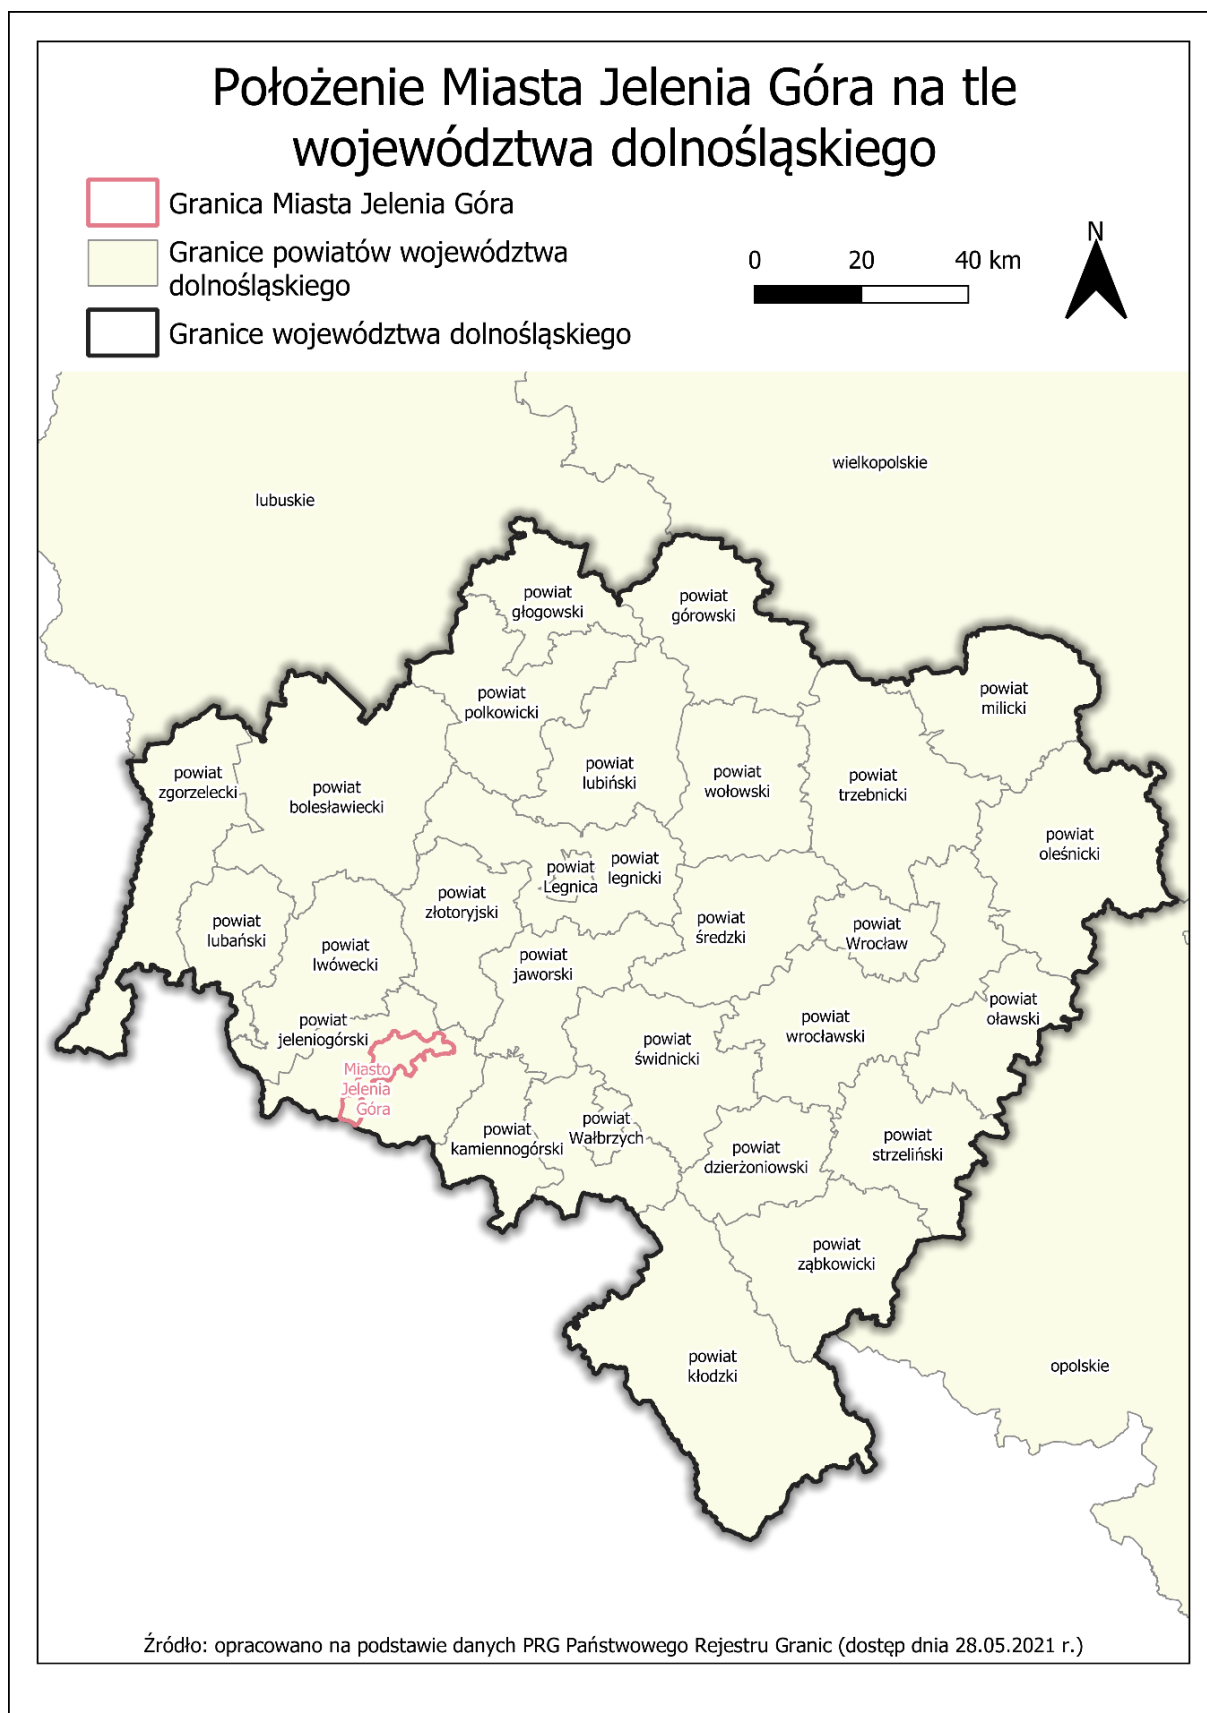 Położenie Miasta Jelenia Góra na tle
województwa dolnośląskiego
Granica Miasta Jelenia Góra
Granice powiatów województwa
dolnośląskiego
Granice województwa dolnośląskiego
0 20 40 km
N
wielkopolskie
lubuskie
powiat
głogowski
powiat
górowski
powiat
milicki
powiat
polkowicki
powiat
lubiński
powiat
wołowski
powiat
trzebnicki
powiat
zgorzelecki
powiat
bolesławiecki
powiat
oleśnicki
powiat
Legnica
powiat
legnicki
powiat
złotoryjski
powiat
lubański
powiat
lwówecki
powiat
jaworski
powiat
średzki
powiat
Wrocław
powiat
oławski
powiat
jeleniogórski
powiat
świdnicki
powiat
wrocławski
Miasto
Jelenia
Góra
powiat
kamiennogórski
powiat
Wałbrzych
powiat
dzierżoniowski
powiat
strzeliński
powiat
ząbkowicki
powiat
kłodzki
opolskie
Źródło: opracowano na podstawie danych PRG Państwowego Rejestru Granic (dostęp dnia 28.05.2021 r.)